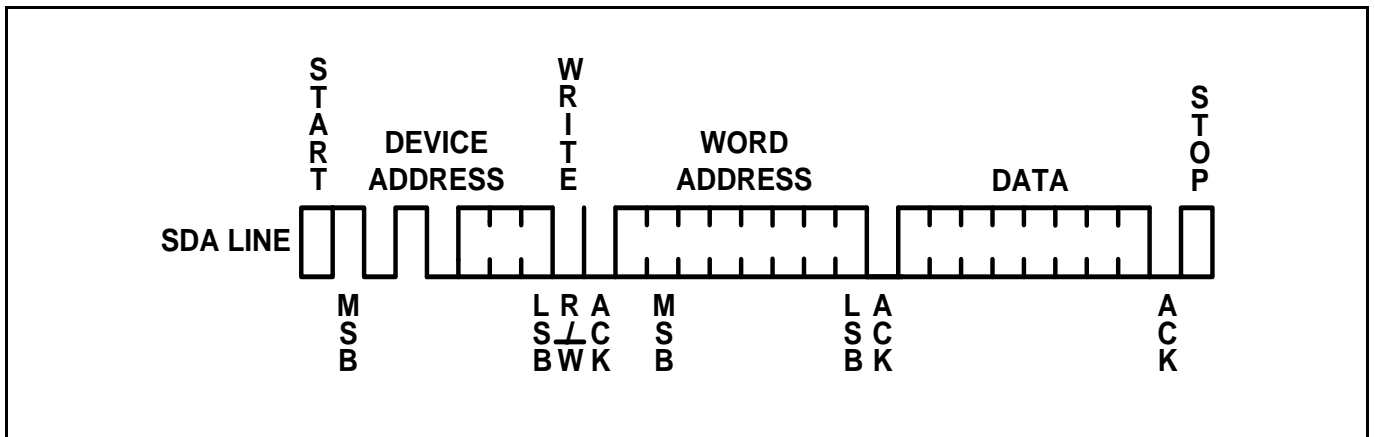 START
WRITE
STOP
DEVICE
ADDRESS
WORD
ADDRESS
DATA
SDA LINE
MSB
LSB
R/W
ACK
MSB
LSB
ACK
ACK